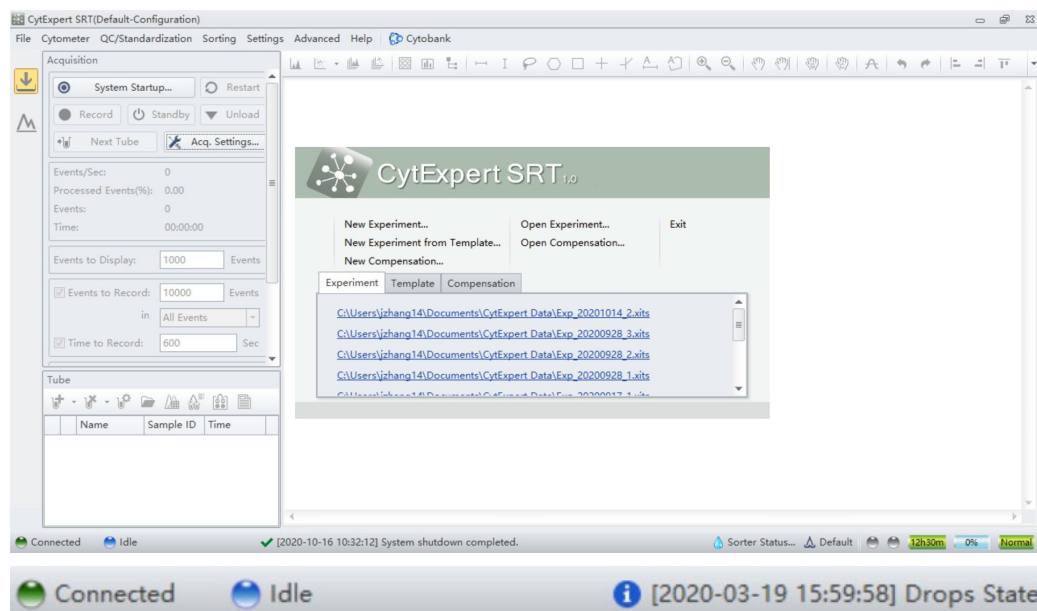 CytExpert SRT(Default-Configuration)
File Cytometer QC/Standardization Sorting Settings Advanced Help Cytobank
Acquisition
System Startup... Restart
Record Standby Unload
Next Tube Acq. Settings...
Events/Sec: 0
Processed Events(%): 0.00
Events: 0
Time: 00:00:00
Events to Display: 1000 Events
Events to Record: 10000 Events
in All Events
Time to Record: 600 Sec
Tube
Name Sample ID Time
CytExpert SRT 1.0
New Experiment... Open Experiment... Exit
New Experiment from Template... Open Compensation...
New Compensation...
Experiment Template Compensation
C:\Users\jzhang14\Documents\CytExpert Data\Exp_20201014_2.xits
C:\Users\jzhang14\Documents\CytExpert Data\Exp_20200928_3.xits
C:\Users\jzhang14\Documents\CytExpert Data\Exp_20200928_2.xits
C:\Users\jzhang14\Documents\CytExpert Data\Exp_20200928_1.xits
C:\Users\jzhang14\Documents\CytExpert Data\Exp_20200917_1.xits
Connected Idle [2020-10-16 10:32:12] System shutdown completed. Sorter Status... Default 12h30m 0% Normal
Connected Idle [2020-03-19 15:59:58] Drops State